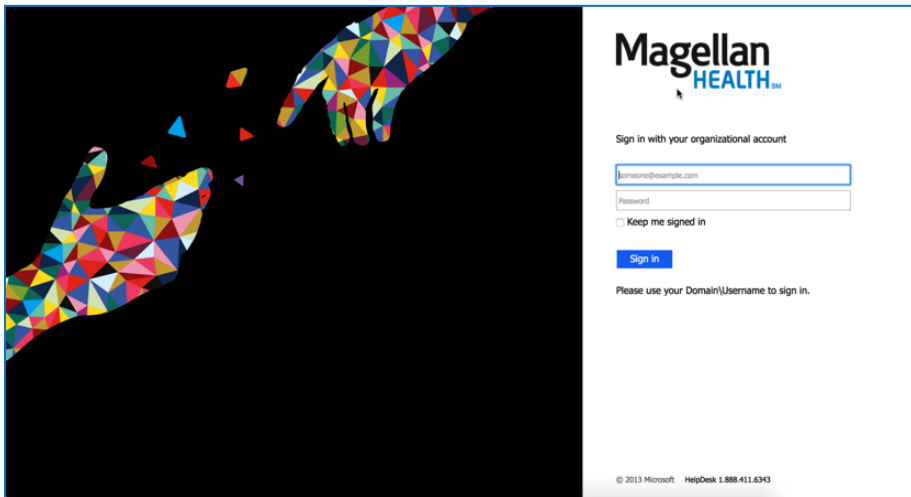 Magellan
HEALTH SM
Sign in with your organizational account
someone@example.com
Password
Keep me signed in
Sign in
Please use your Domain\Username to sign in.
© 2013 Microsoft HelpDesk 1.888.411.6343